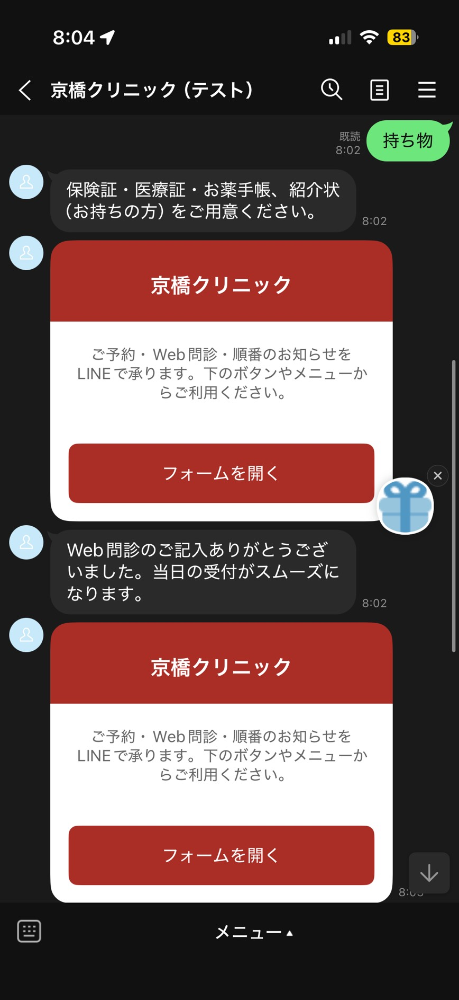 8:04
83
京橋クリニック（テスト）
既読
8:02
持ち物
保険証・医療証・お薬手帳、紹介状
（お持ちの方）をご用意ください。
8:02
京橋クリニック
ご予約・Web問診・順番のお知らせを
LINEで承ります。下のボタンやメニューか
らご利用ください。
フォームを開く
Web問診のご記入ありがとうござ
いました。当日の受付がスムーズに
なります。
8:02
京橋クリニック
ご予約・Web問診・順番のお知らせを
LINEで承ります。下のボタンやメニューか
らご利用ください。
フォームを開く
メニュー▲